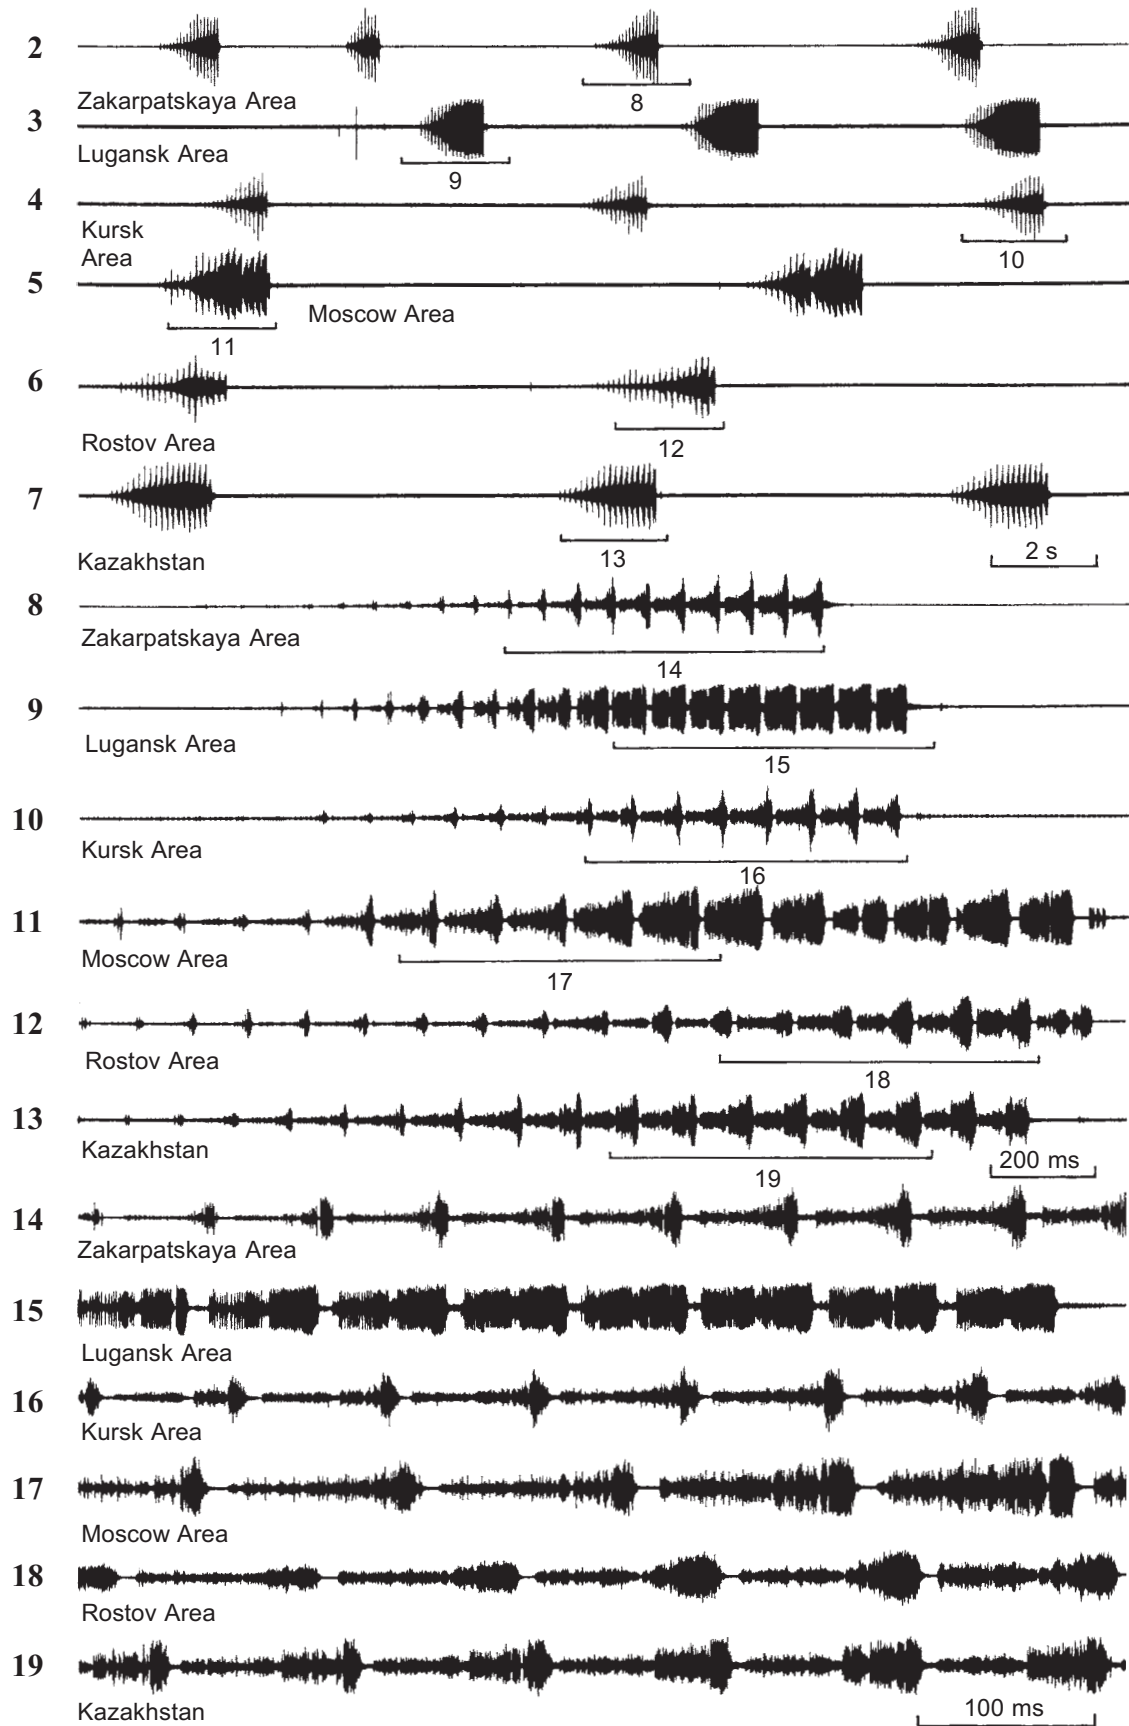 2
Zakarpatskaya Area
8
3
Lugansk Area
9
4
Kursk
Area
10
5
Moscow Area
11
6
Rostov Area
12
7
13
2 s
Kazakhstan
8
Zakarpatskaya Area
14
9
Lugansk Area
15
10
Kursk Area
16
11
Moscow Area
17
12
Rostov Area
18
13
Kazakhstan
19
200 ms
14
Zakarpatskaya Area
15
Lugansk Area
16
Kursk Area
17
Moscow Area
18
Rostov Area
19
Kazakhstan
100 ms